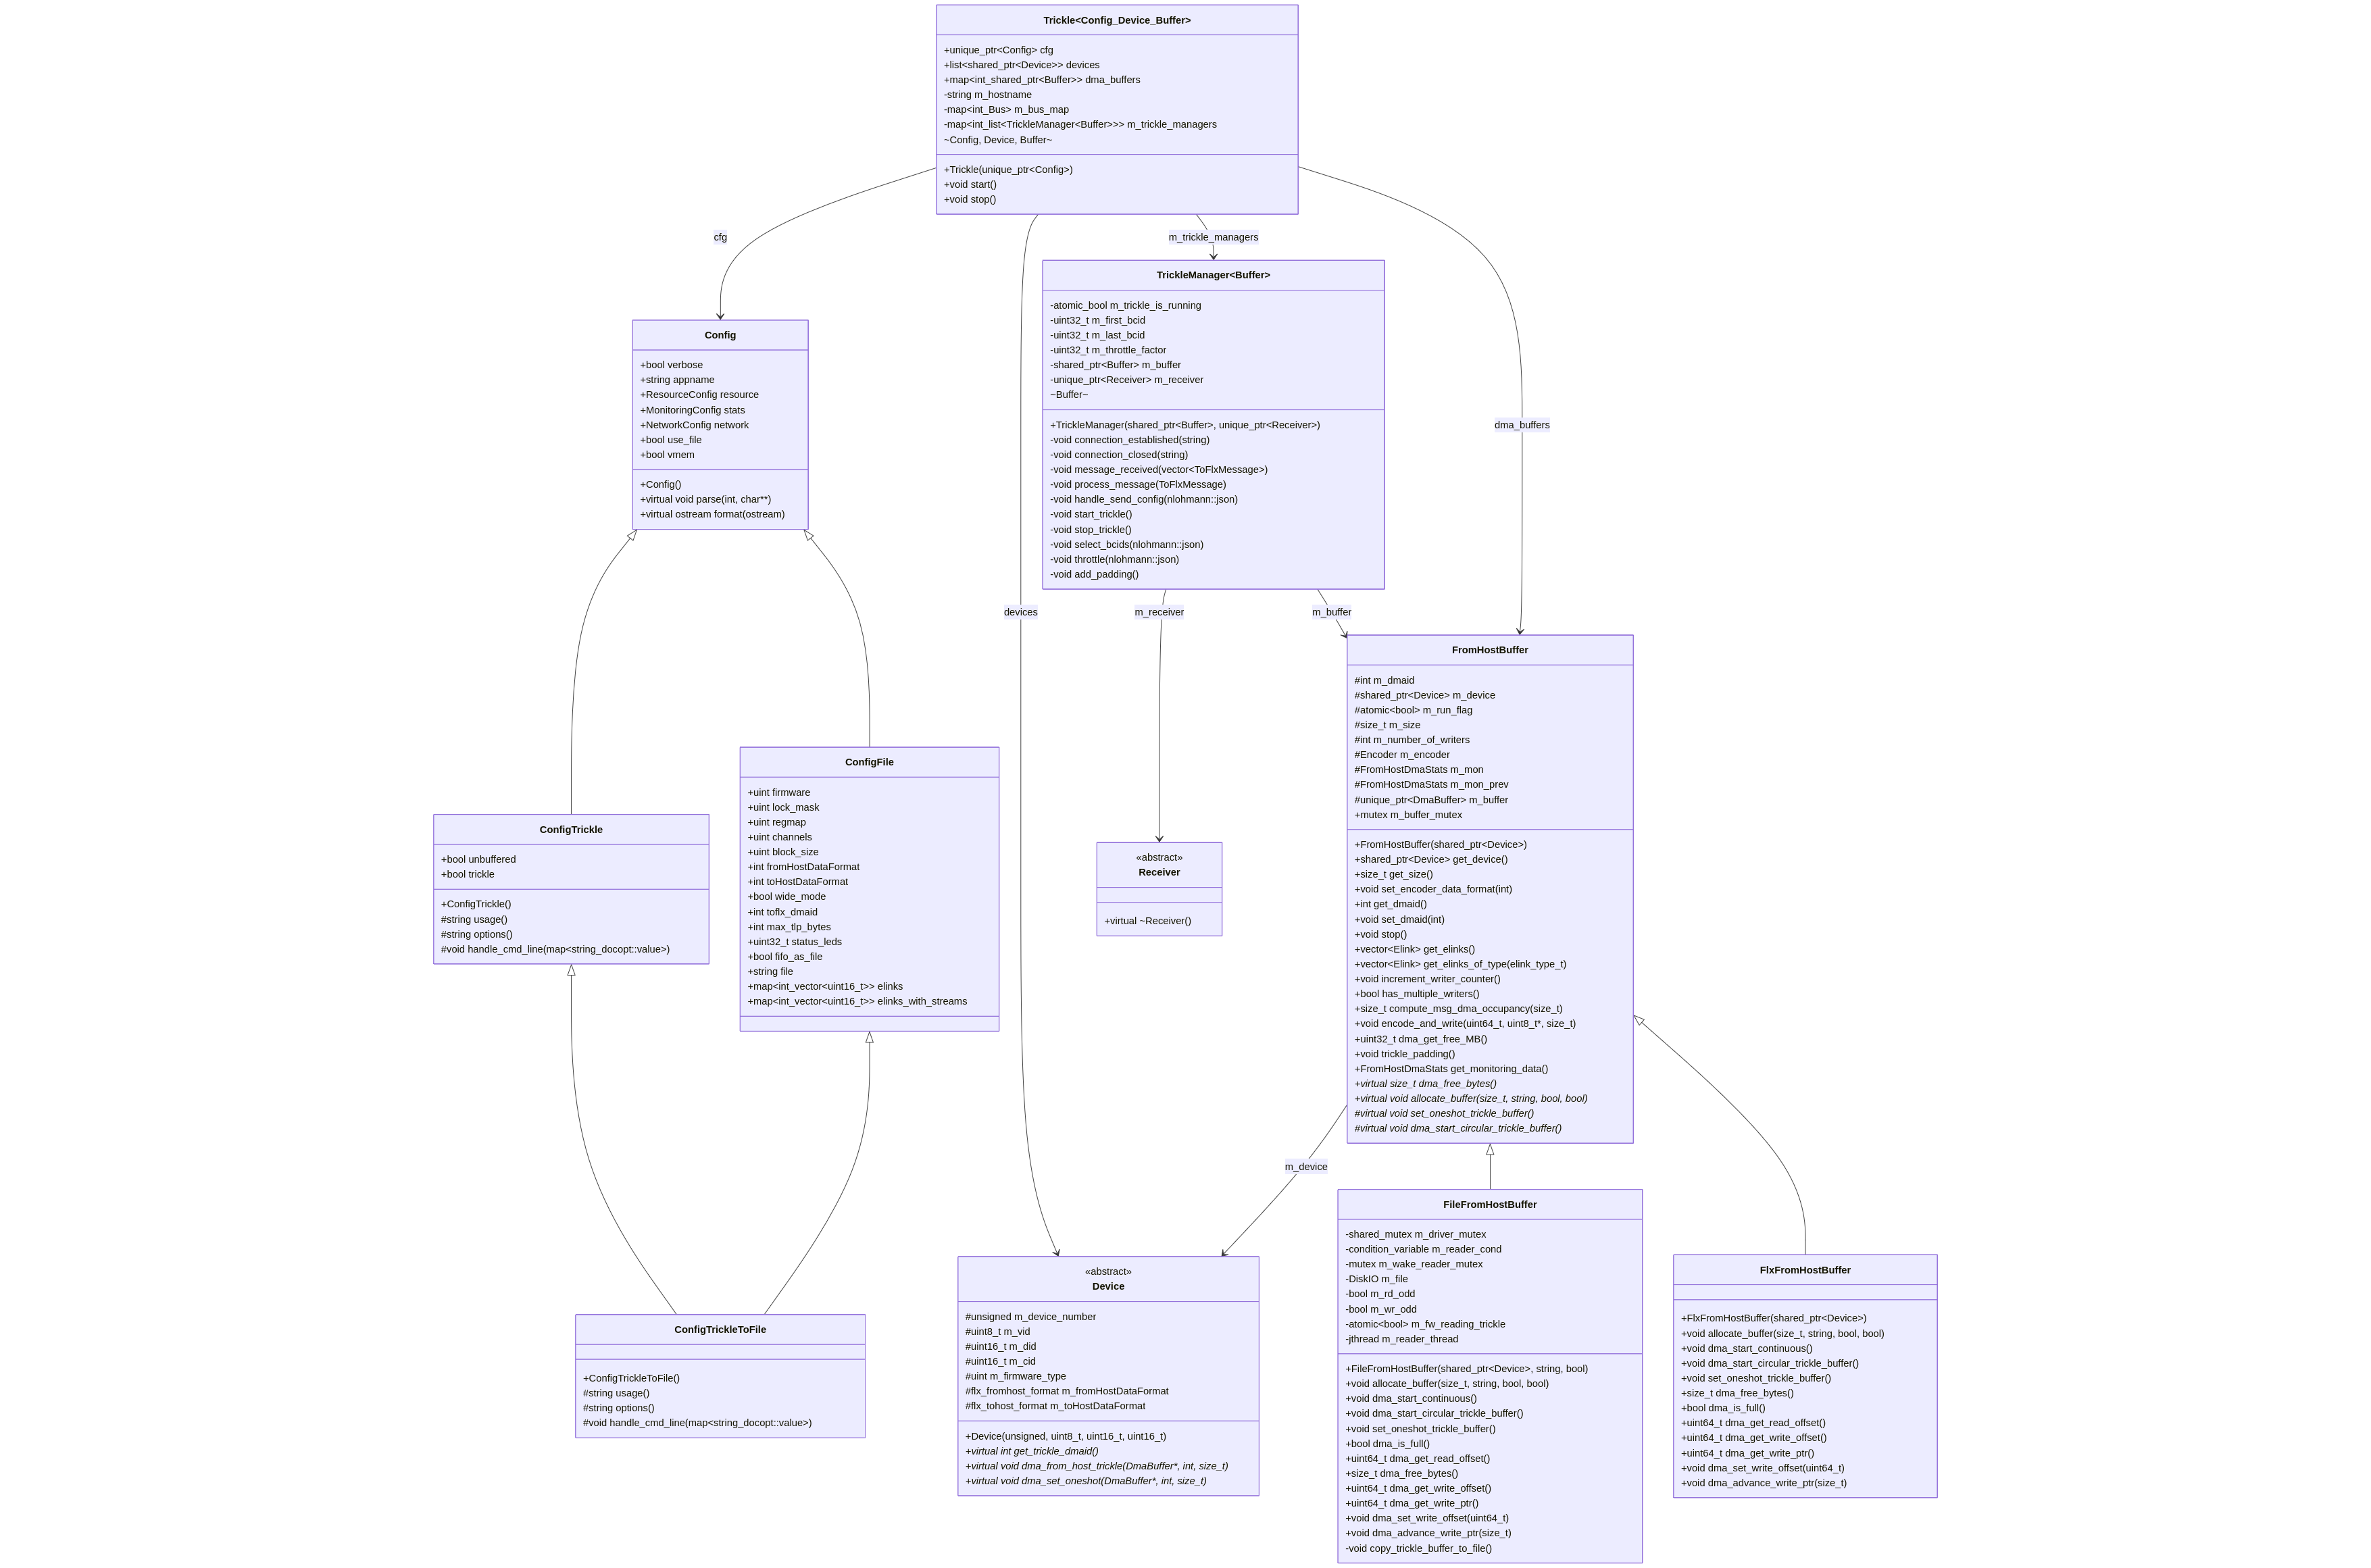 Trickle<Config_Device_Buffer>
+unique_ptr<Config> cfg
+list<shared_ptr<Device>> devices
+map<int_shared_ptr<Buffer>> dma_buffers
-string m_hostname
-map<int_Bus> m_bus_map
-map<int_list<TrickleManager<Buffer>>> m_trickle_managers
~Config, Device, Buffer~
+Trickle(unique_ptr<Config>)
+void start()
+void stop()
cfg
m_trickle_managers
devices
dma_buffers
TrickleManager<Buffer>
-atomic_bool m_trickle_is_running
-uint32_t m_first_bcid
-uint32_t m_last_bcid
-uint32_t m_throttle_factor
-shared_ptr<Buffer> m_buffer
-unique_ptr<Receiver> m_receiver
~Buffer~
+TrickleManager(shared_ptr<Buffer>, unique_ptr<Receiver>)
-void connection_established(string)
-void connection_closed(string)
-void message_received(vector<ToFlxMessage>)
-void process_message(ToFlxMessage)
-void handle_send_config(nlohmann::json)
-void start_trickle()
-void stop_trickle()
-void select_bcids(nlohmann::json)
-void throttle(nlohmann::json)
-void add_padding()
Config
+bool verbose
+string appname
+ResourceConfig resource
+MonitoringConfig stats
+NetworkConfig network
+bool use_file
+bool vmem
+Config()
+virtual void parse(int, char**)
+virtual ostream format(ostream)
m_receiver
m_buffer
FromHostBuffer
#int m_dmaid
#shared_ptr<Device> m_device
#atomic<bool> m_run_flag
#size_t m_size
#int m_number_of_writers
#Encoder m_encoder
#FromHostDmaStats m_mon
#FromHostDmaStats m_mon_prev
#unique_ptr<DmaBuffer> m_buffer
+mutex m_buffer_mutex
+FromHostBuffer(shared_ptr<Device>)
+shared_ptr<Device> get_device()
+size_t get_size()
+void set_encoder_data_format(int)
+int get_dmaid()
+void set_dmaid(int)
+void stop()
+vector<Elink> get_elinks()
+vector<Elink> get_elinks_of_type(elink_type_t)
+void increment_writer_counter()
+bool has_multiple_writers()
+size_t compute_msg_dma_occupancy(size_t)
+void encode_and_write(uint64_t, uint8_t*, size_t)
+uint32_t dma_get_free_MB()
+void trickle_padding()
+FromHostDmaStats get_monitoring_data()
+virtual size_t dma_free_bytes()
+virtual void allocate_buffer(size_t, string, bool, bool)
#virtual void set_oneshot_trickle_buffer()
#virtual void dma_start_circular_trickle_buffer()
ConfigFile
+uint firmware
+uint lock_mask
+uint regmap
+uint channels
+uint block_size
+int fromHostDataFormat
+int toHostDataFormat
+bool wide_mode
+int toflx_dmaid
+int max_tlp_bytes
+uint32_t status_leds
+bool fifo_as_file
+string file
+map<int_vector<uint16_t>> elinks
+map<int_vector<uint16_t>> elinks_with_streams
ConfigTrickle
+bool unbuffered
+bool trickle
+ConfigTrickle()
#string usage()
#string options()
#void handle_cmd_line(map<string_docopt::value>)
«abstract»
Receiver
+virtual ~Receiver()
m_device
FileFromHostBuffer
-shared_mutex m_driver_mutex
-condition_variable m_reader_cond
-mutex m_wake_reader_mutex
-DiskIO m_file
-bool m_rd_odd
-bool m_wr_odd
-atomic<bool> m_fw_reading_trickle
-jthread m_reader_thread
+FileFromHostBuffer(shared_ptr<Device>, string, bool)
+void allocate_buffer(size_t, string, bool, bool)
+void dma_start_continuous()
+void dma_start_circular_trickle_buffer()
+void set_oneshot_trickle_buffer()
+bool dma_is_full()
+uint64_t dma_get_read_offset()
+size_t dma_free_bytes()
+uint64_t dma_get_write_offset()
+uint64_t dma_get_write_ptr()
+void dma_set_write_offset(uint64_t)
+void dma_advance_write_ptr(size_t)
-void copy_trickle_buffer_to_file()
FlxFromHostBuffer
+FlxFromHostBuffer(shared_ptr<Device>)
+void allocate_buffer(size_t, string, bool, bool)
+void dma_start_continuous()
+void dma_start_circular_trickle_buffer()
+void set_oneshot_trickle_buffer()
+size_t dma_free_bytes()
+bool dma_is_full()
+uint64_t dma_get_read_offset()
+uint64_t dma_get_write_offset()
+uint64_t dma_get_write_ptr()
+void dma_set_write_offset(uint64_t)
+void dma_advance_write_ptr(size_t)
«abstract»
Device
#unsigned m_device_number
#uint8_t m_vid
#uint16_t m_did
#uint16_t m_cid
#uint m_firmware_type
#flx_fromhost_format m_fromHostDataFormat
#flx_tohost_format m_toHostDataFormat
+Device(unsigned, uint8_t, uint16_t, uint16_t)
+virtual int get_trickle_dmaid()
+virtual void dma_from_host_trickle(DmaBuffer*, int, size_t)
+virtual void dma_set_oneshot(DmaBuffer*, int, size_t)
ConfigTrickleToFile
+ConfigTrickleToFile()
#string usage()
#string options()
#void handle_cmd_line(map<string_docopt::value>)